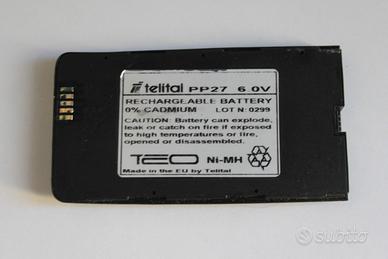 telital PP27 6.0V
RECHARGEABLE BATTERY
0% CADMIUM LOT N: 0299
CAUTION: Battery can explode,
leak or catch on fire if exposed
to high temperatures or fire,
opened or disassembled.
TEO Ni-MH
Made in the EU by Telital
subito